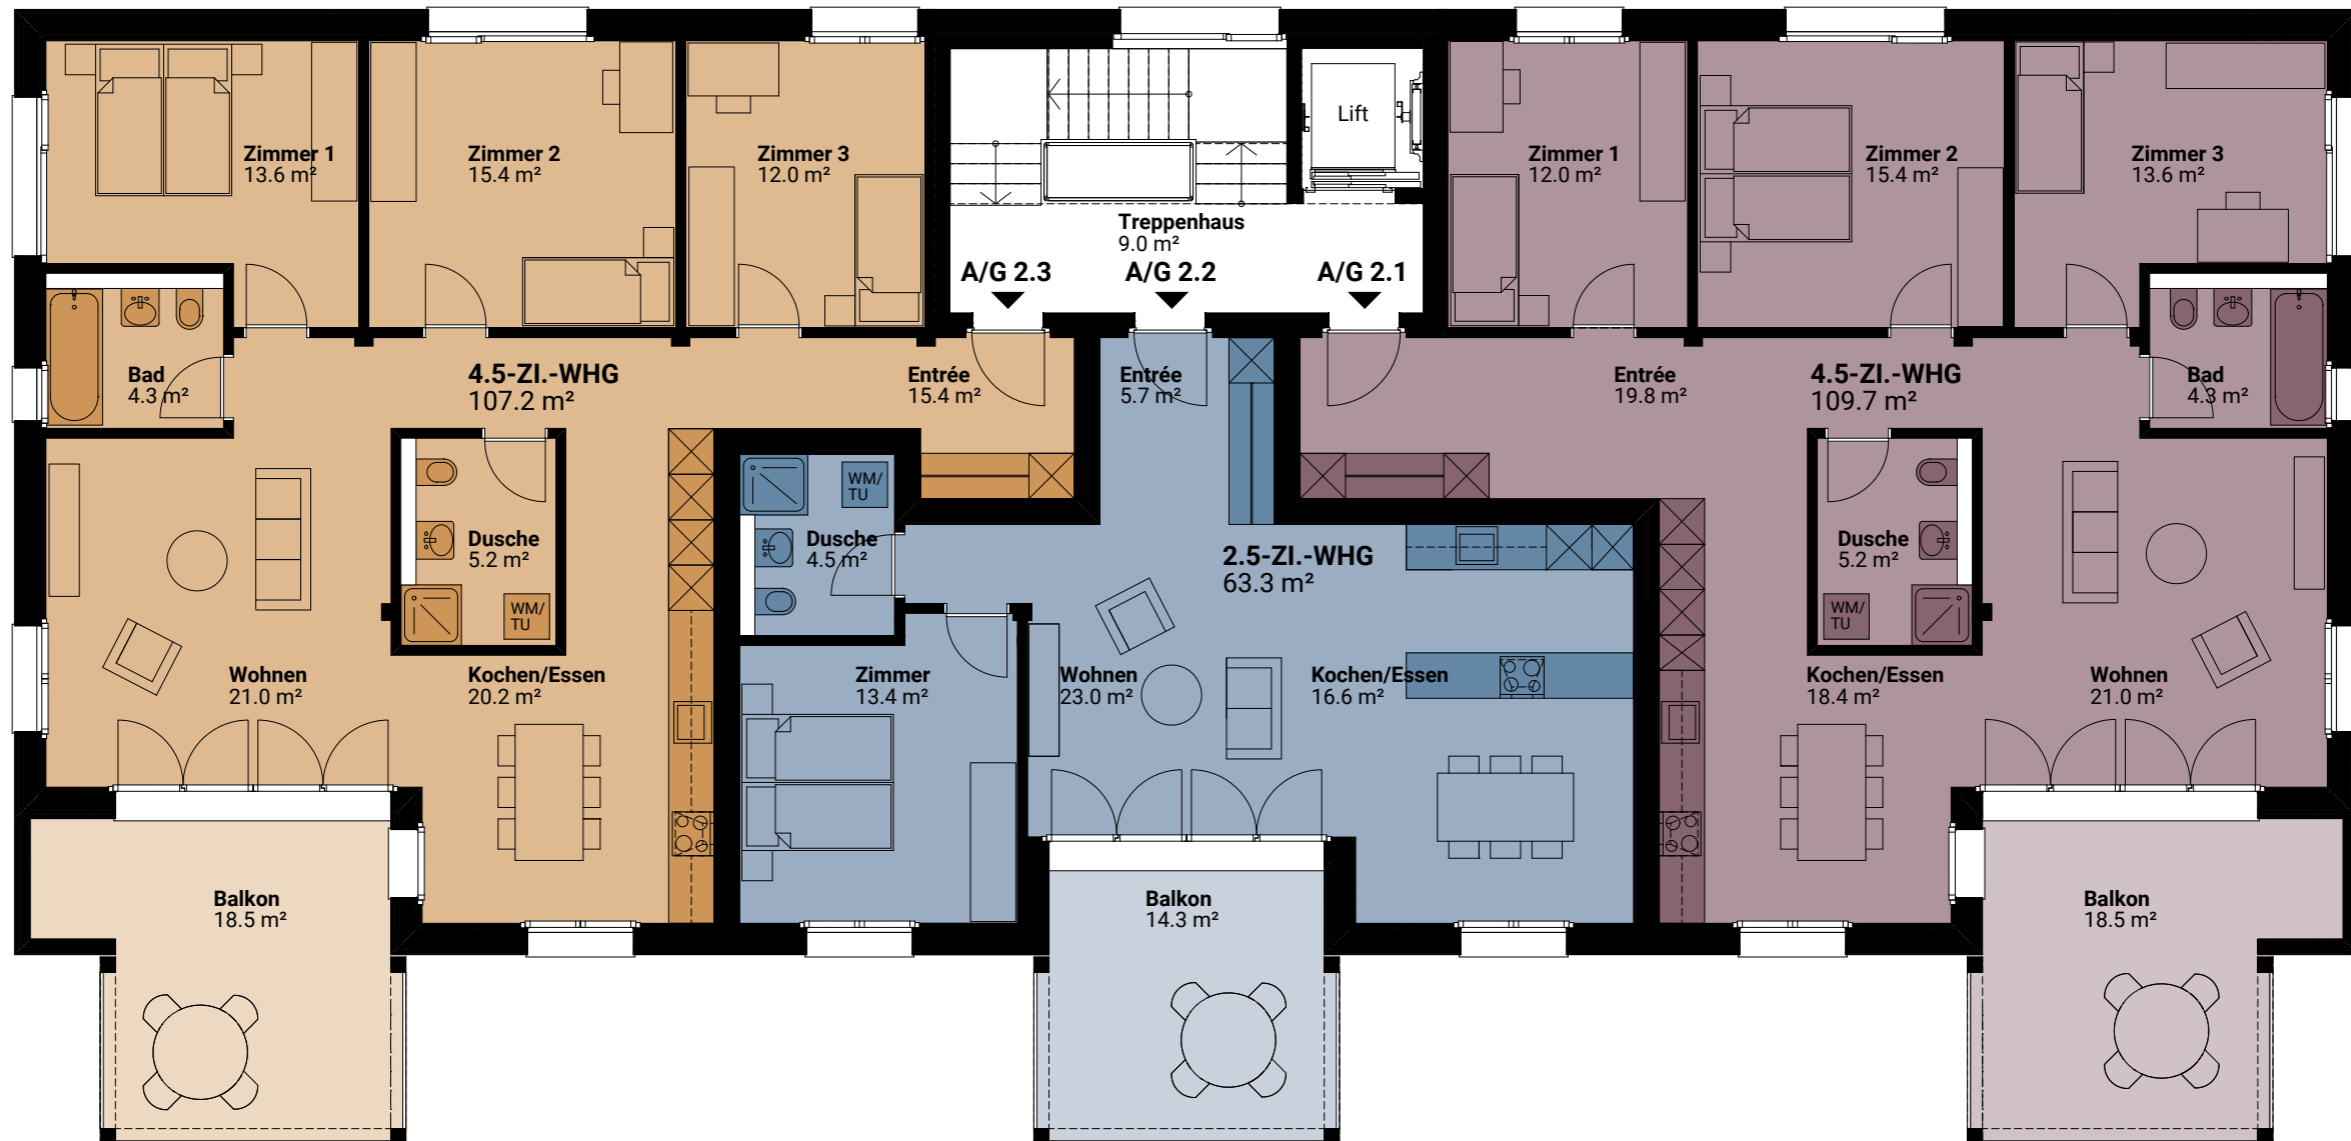 Zimmer 1
13.6 m²
Zimmer 2
15.4 m²
Zimmer 3
12.0 m²
Lift
Zimmer 1
12.0 m²
Zimmer 2
15.4 m²
Zimmer 3
13.6 m²
Treppenhaus
9.0 m²
A/G 2.3
A/G 2.2
A/G 2.1
Bad
4.3 m²
4.5-ZI.-WHG
107.2 m²
Entrée
15.4 m²
Entrée
5.7 m²
Entrée
19.8 m²
4.5-ZI.-WHG
109.7 m²
Bad
4.3 m²
Dusche
5.2 m²
WM/
TU
Dusche
4.5 m²
WM/
TU
2.5-ZI.-WHG
63.3 m²
Dusche
5.2 m²
WM/
TU
Wohnen
21.0 m²
Kochen/Essen
20.2 m²
Zimmer
13.4 m²
Wohnen
23.0 m²
Kochen/Essen
16.6 m²
Kochen/Essen
18.4 m²
Wohnen
21.0 m²
Balkon
18.5 m²
Balkon
14.3 m²
Balkon
18.5 m²